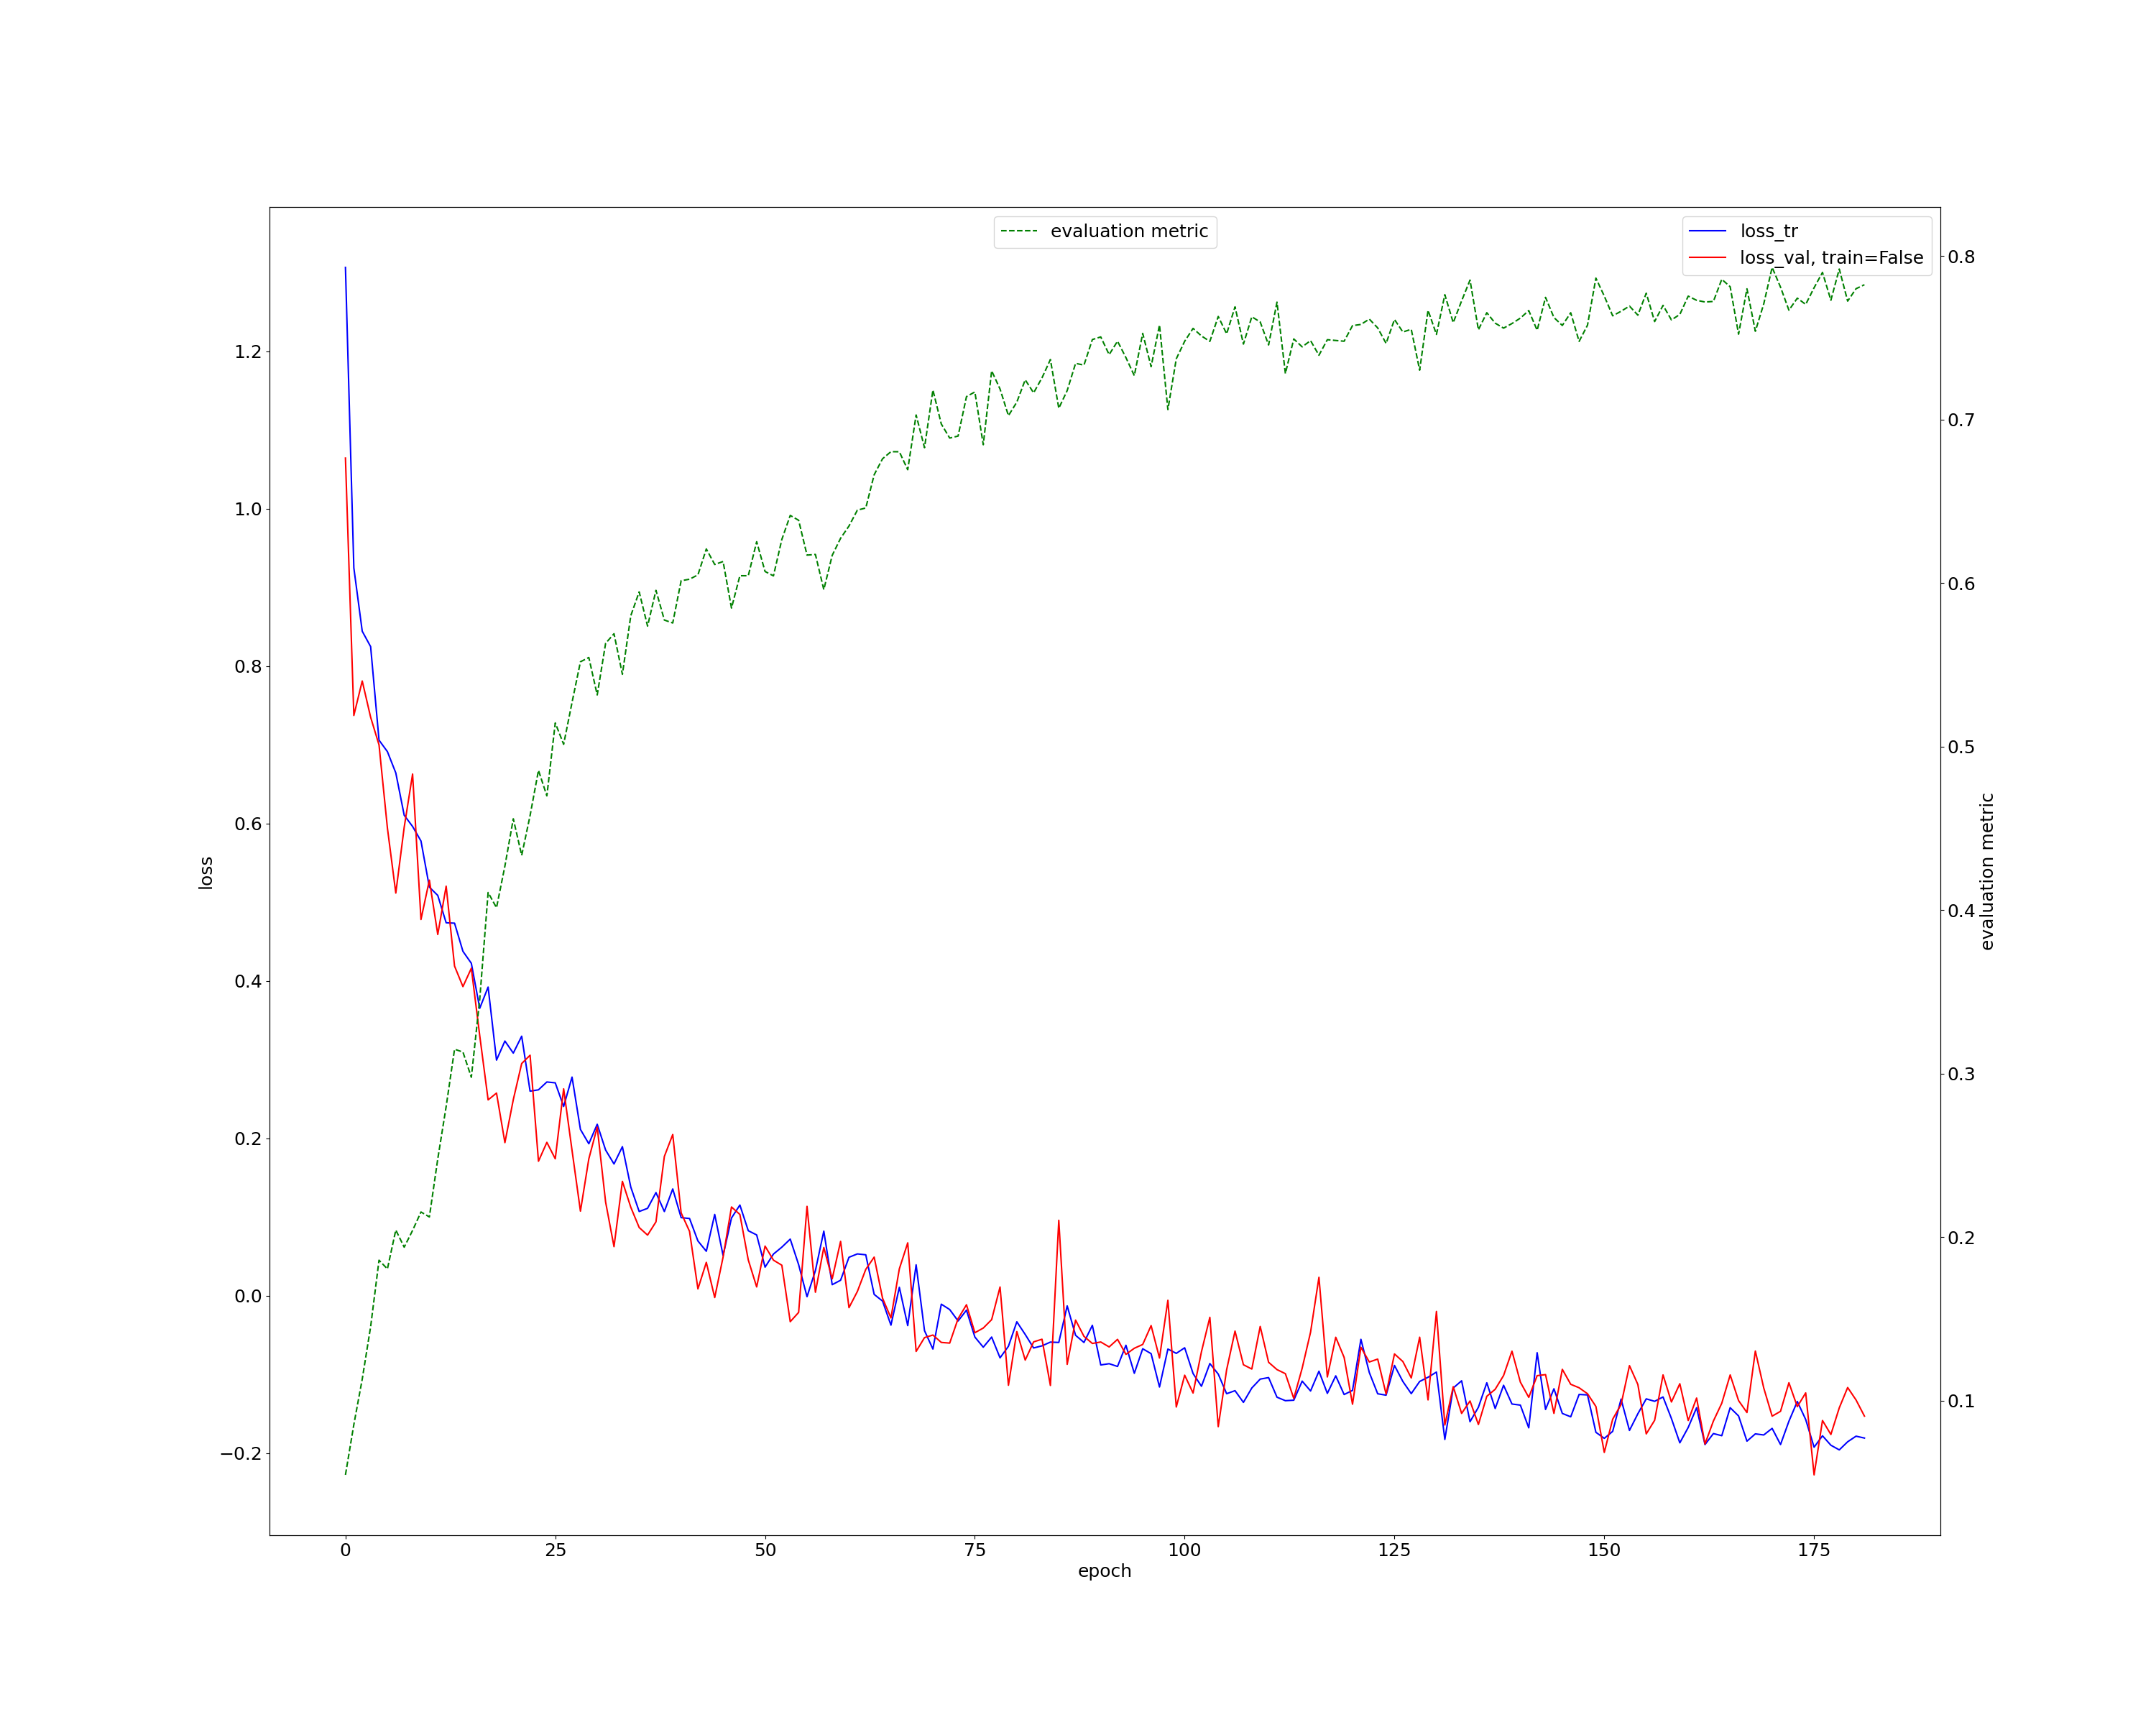 evaluation metric
loss_tr
loss_val, train=False
1.2
1.0
0.8
0.6
0.4
0.2
0.0
−0.2
loss
0.8
0.7
0.6
0.5
0.4
0.3
0.2
0.1
evaluation metric
0 25 50 75 100 125 150 175
epoch